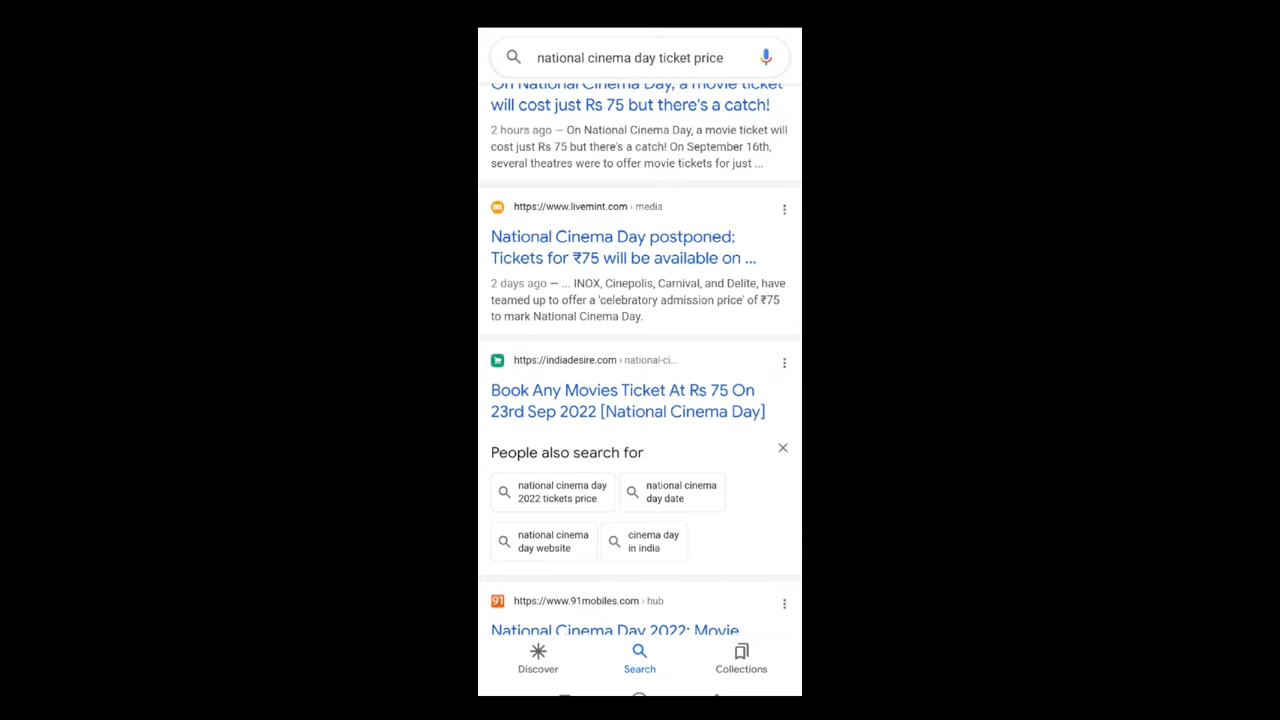 national cinema day ticket price
On National Cinema Day, a movie ticket
will cost just Rs 75 but there's a catch!
2 hours ago — On National Cinema Day, a movie ticket will
cost just Rs 75 but there's a catch! On September 16th,
several theatres were to offer movie tickets for just ...
https://www.livemint.com › media
National Cinema Day postponed;
Tickets for ₹75 will be available on ...
2 days ago — ... INOX, Cinepolis, Carnival, and Delite, have
teamed up to offer a 'celebratory admission price' of ₹75
to mark National Cinema Day.
https://indiadesire.com › national-ci...
Book Any Movies Ticket At Rs 75 On
23rd Sep 2022 [National Cinema Day]
People also search for
national cinema day
2022 tickets price
national cinema
day date
national cinema
day website
cinema day
in india
91
https://www.91mobiles.com › hub
National Cinema Day 2022: Movie
Discover
Search
Collections